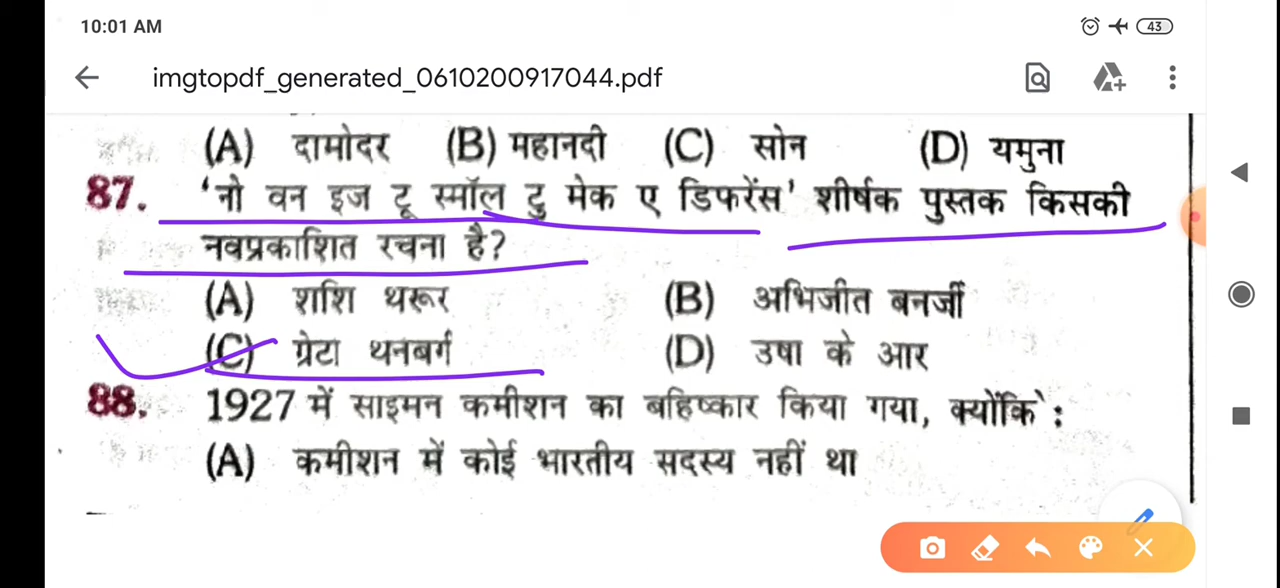 10:01 AM 43
imgtopdf_generated_0610200917044.pdf
(A) दामोदर (B) महानदी (C) सोन (D) यमुना
87. ‘नो वन इज टू स्मॉल टु मेक ए डिफरेंस’ शीर्षक पुस्तक किसकी
नवप्रकाशित रचना है?
(A) शशि थरूर (B) अभिजीत बनर्जी
(C) ग्रेटा थनबर्ग (D) उषा के आर
88. 1927 में साइमन कमीशन का बहिष्कार किया गया, क्योंकि :
(A) कमीशन में कोई भारतीय सदस्य नहीं था